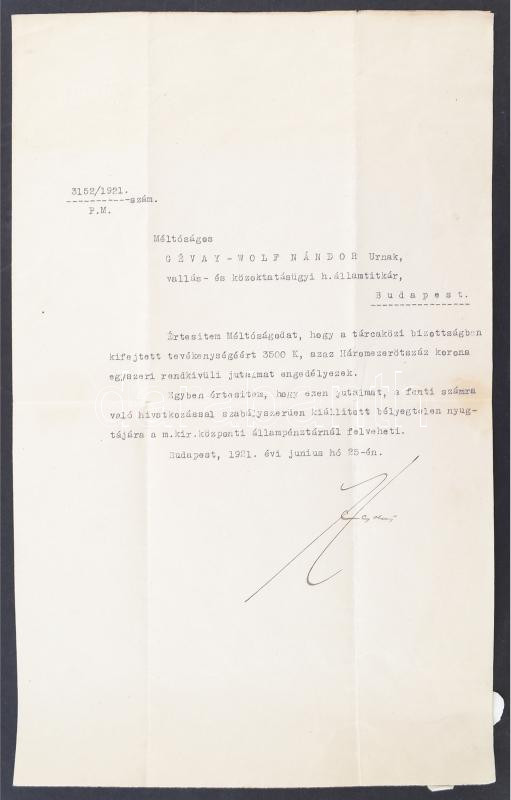 3152/1921.
-----------szám.
P.M.
Méltóságos
GÉVAY-WOLF NÁNDOR Urnak,
vallás- és közoktatásügyi h.államtitkár,
Budapest.
Értesitem Méltóságodat, hogy a tárcaközi bizottságban
kifejtett tevékenységéért 3500 K, azaz Háromezerötszáz korona
egyszeri rendkivüli jutalmat engedélyezek.
Egyben értesitem, hogy ezen jutalmat, a fenti számra
való hivatkozással szabályszerüen kiállitott bélyegtelen nyug-
tájára a m.kir.központi állampénztárnál felveheti.
Budapest, 1921. évi junius hó 25-én.